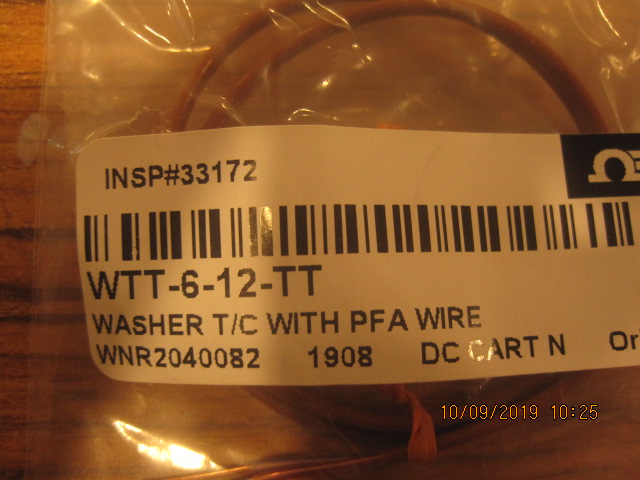 INSP#33172
WTT-6-12-TT
WASHER T/C WITH PFA WIRE
WNR2040082 1908 DC CART N Or
10/09/2019 10:25